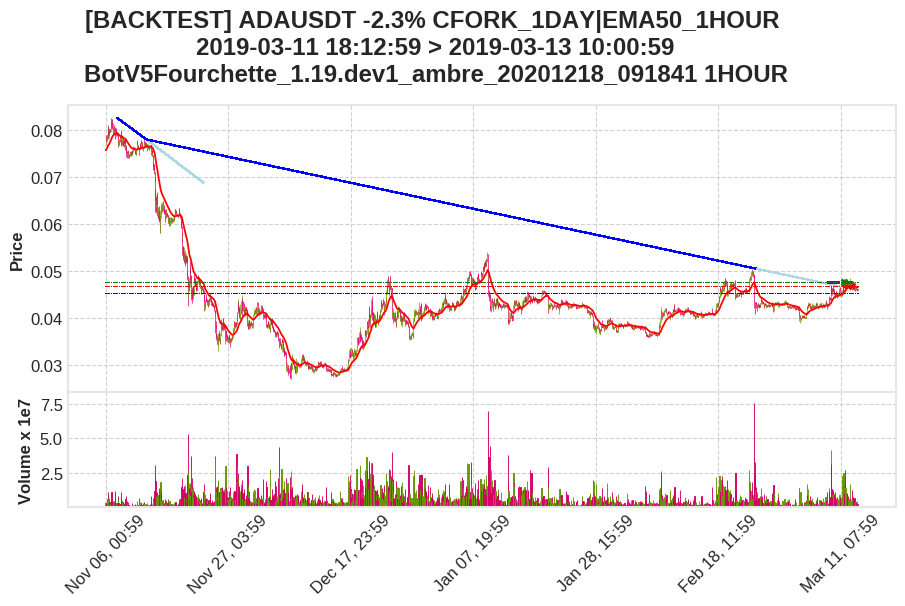 [BACKTEST] ADAUSDT -2.3% CFORK_1DAY|EMA50_1HOUR
2019-03-11 18:12:59 > 2019-03-13 10:00:59
BotV5Fourchette_1.19.dev1_ambre_20201218_091841 1HOUR
0.08
0.07
0.06
0.05
0.04
0.03
Price
7.5
5.0
2.5
Volume x 1e7
Nov 06, 00:59
Nov 27, 03:59
Dec 17, 23:59
Jan 07, 19:59
Jan 28, 15:59
Feb 18, 11:59
Mar 11, 07:59